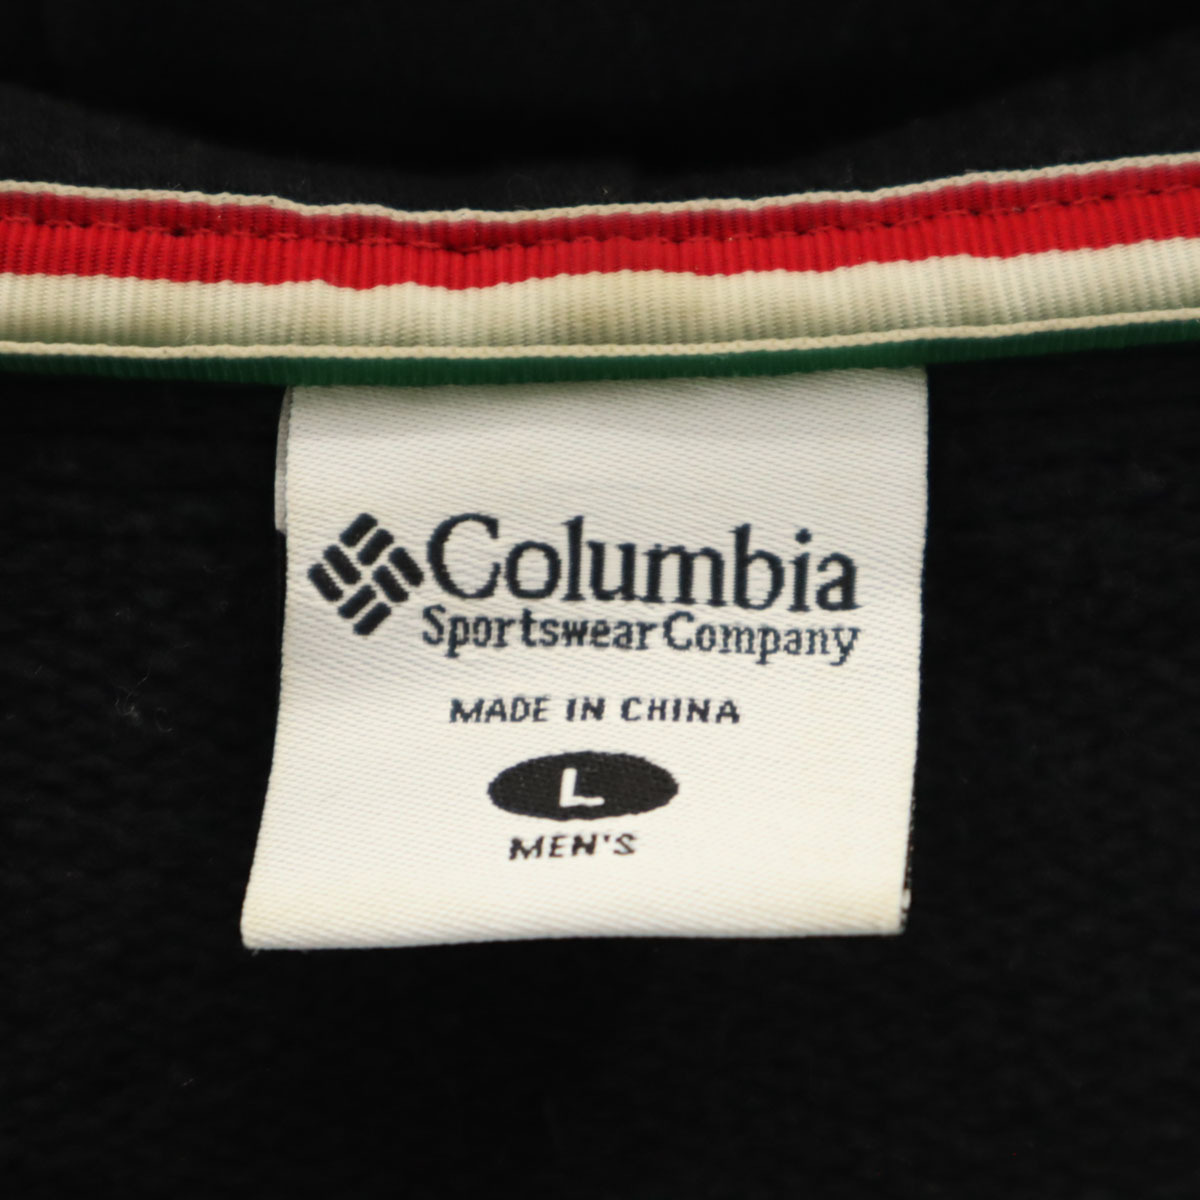 Columbia
Sportswear Company
MADE IN CHINA
L
MEN'S